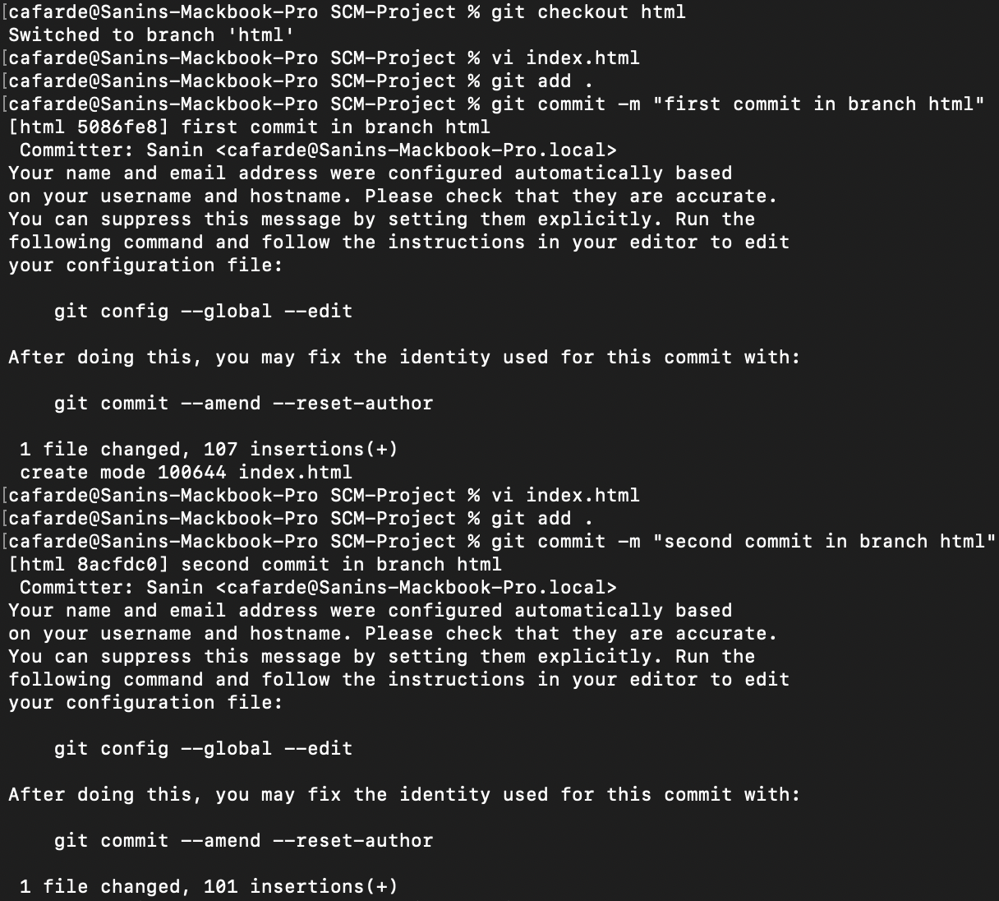 [cafarde@Sanins-Mackbook-Pro SCM-Project % git checkout html
Switched to branch 'html'
[cafarde@Sanins-Mackbook-Pro SCM-Project % vi index.html
[cafarde@Sanins-Mackbook-Pro SCM-Project % git add .
[cafarde@Sanins-Mackbook-Pro SCM-Project % git commit -m "first commit in branch html"
[html 5086fe8] first commit in branch html
 Committer: Sanin <cafarde@Sanins-Mackbook-Pro.local>
Your name and email address were configured automatically based
on your username and hostname. Please check that they are accurate.
You can suppress this message by setting them explicitly. Run the
following command and follow the instructions in your editor to edit
your configuration file:

    git config --global --edit

After doing this, you may fix the identity used for this commit with:

    git commit --amend --reset-author

 1 file changed, 107 insertions(+)
 create mode 100644 index.html
[cafarde@Sanins-Mackbook-Pro SCM-Project % vi index.html
[cafarde@Sanins-Mackbook-Pro SCM-Project % git add .
[cafarde@Sanins-Mackbook-Pro SCM-Project % git commit -m "second commit in branch html"
[html 8acfdc0] second commit in branch html
 Committer: Sanin <cafarde@Sanins-Mackbook-Pro.local>
Your name and email address were configured automatically based
on your username and hostname. Please check that they are accurate.
You can suppress this message by setting them explicitly. Run the
following command and follow the instructions in your editor to edit
your configuration file:

    git config --global --edit

After doing this, you may fix the identity used for this commit with:

    git commit --amend --reset-author

 1 file changed, 101 insertions(+)